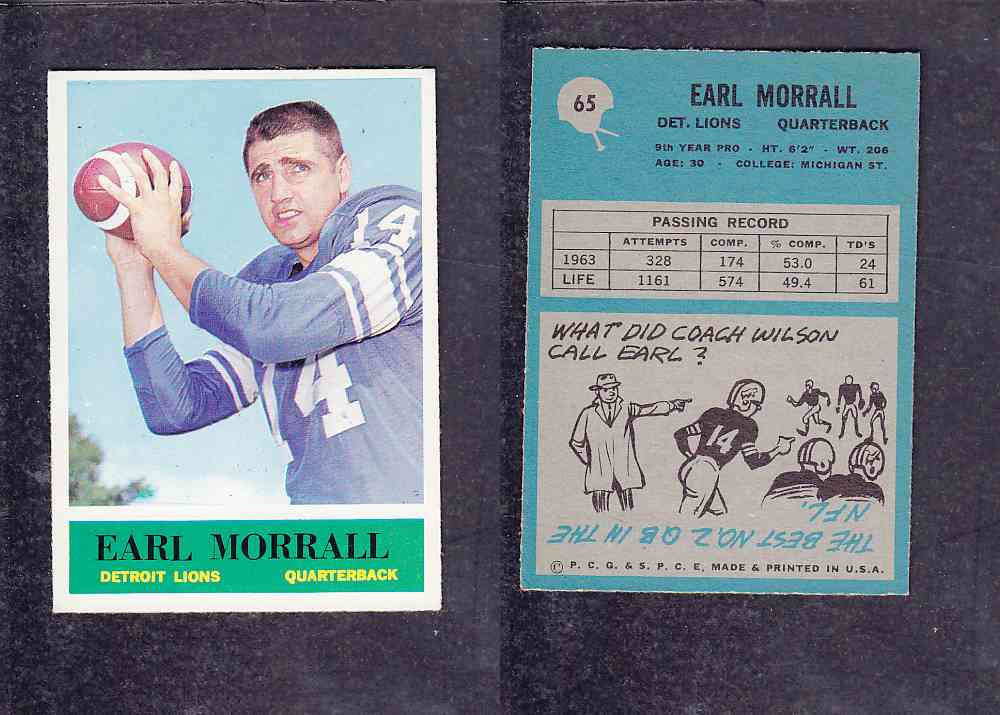 14
14
EARL MORRALL
DETROIT LIONS QUARTERBACK
65
EARL MORRALL
DET. LIONS QUARTERBACK
9th YEAR PRO - HT. 6'2" - WT. 206
AGE: 30 - COLLEGE: MICHIGAN ST.
PASSING RECORD
ATTEMPTS COMP. % COMP. TD'S
1963 328 174 53.0 24
LIFE 1161 574 49.4 61
WHAT DID COACH WILSON
CALL EARL?
14
THE BEST NO.2 QB IN THE
NFL.
© P. C. G. & S. P. C. E, MADE & PRINTED IN U.S.A.